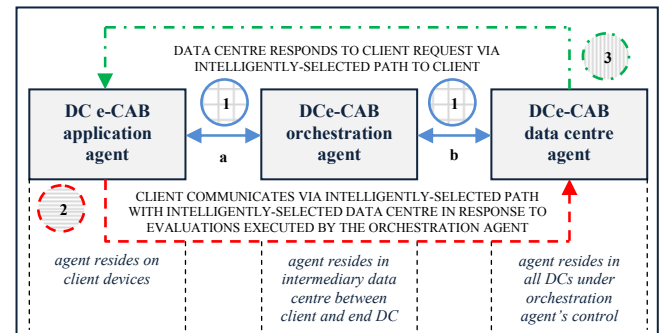 DATA CENTRE RESPONDS TO CLIENT REQUEST VIA
INTELLIGENTLY-SELECTED PATH TO CLIENT
3
DC e-CAB
application
agent
1
a
DCe-CAB
orchestration
agent
1
b
DCe-CAB
data centre
agent
2
CLIENT COMMUNICATES VIA INTELLIGENTLY-SELECTED PATH
WITH INTELLIGENTLY-SELECTED DATA CENTRE IN RESPONSE TO
EVALUATIONS EXECUTED BY THE ORCHESTRATION AGENT
agent resides on
client devices
agent resides in
intermediary data
centre between
client and end DC
agent resides in
all DCs under
orchestration
agent's control